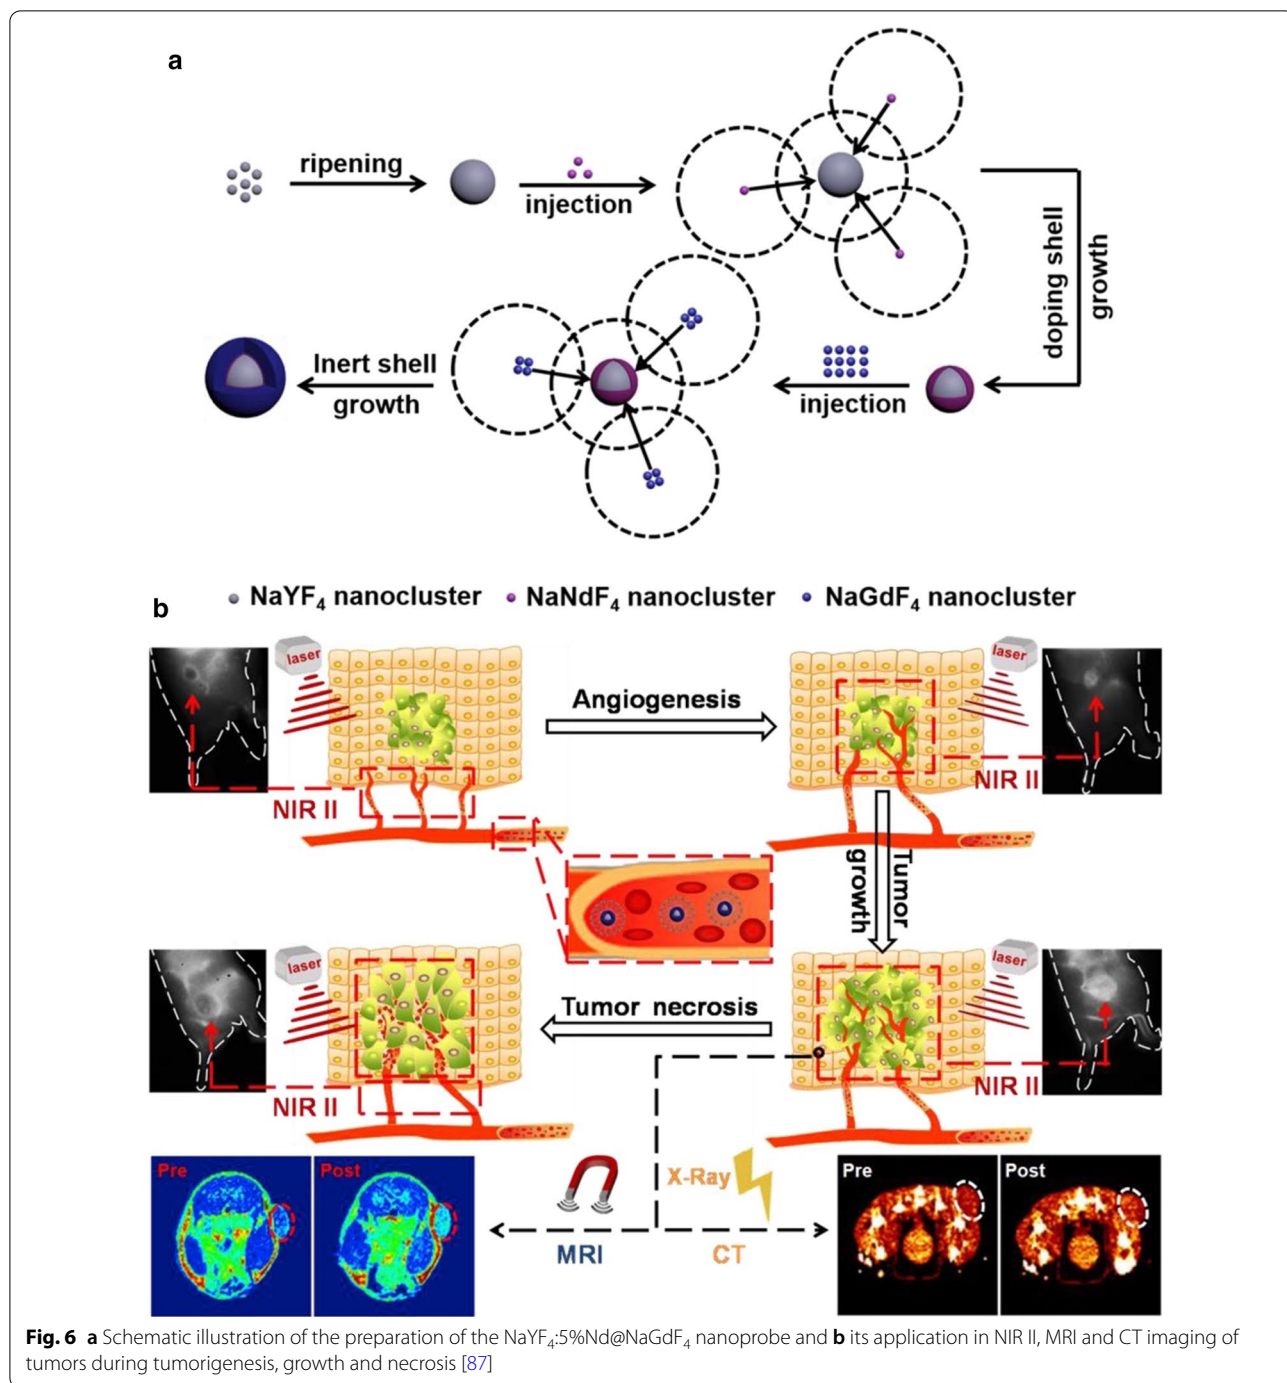 a
ripening
injection
doping shell
growth
injection
Inert shell
growth
b
NaYF₄ nanocluster
NaNdF₄ nanocluster
NaGdF₄ nanocluster
laser
Angiogenesis
laser
NIR II
NIR II
Tumor
growth
laser
Tumor necrosis
laser
NIR II
NIR II
Pre
Post
X-Ray
Pre
Post
MRI
CT
Fig. 6 a Schematic illustration of the preparation of the NaYF₄:5%Nd@NaGdF₄ nanoprobe and b its application in NIR II, MRI and CT imaging of
tumors during tumorigenesis, growth and necrosis [87]